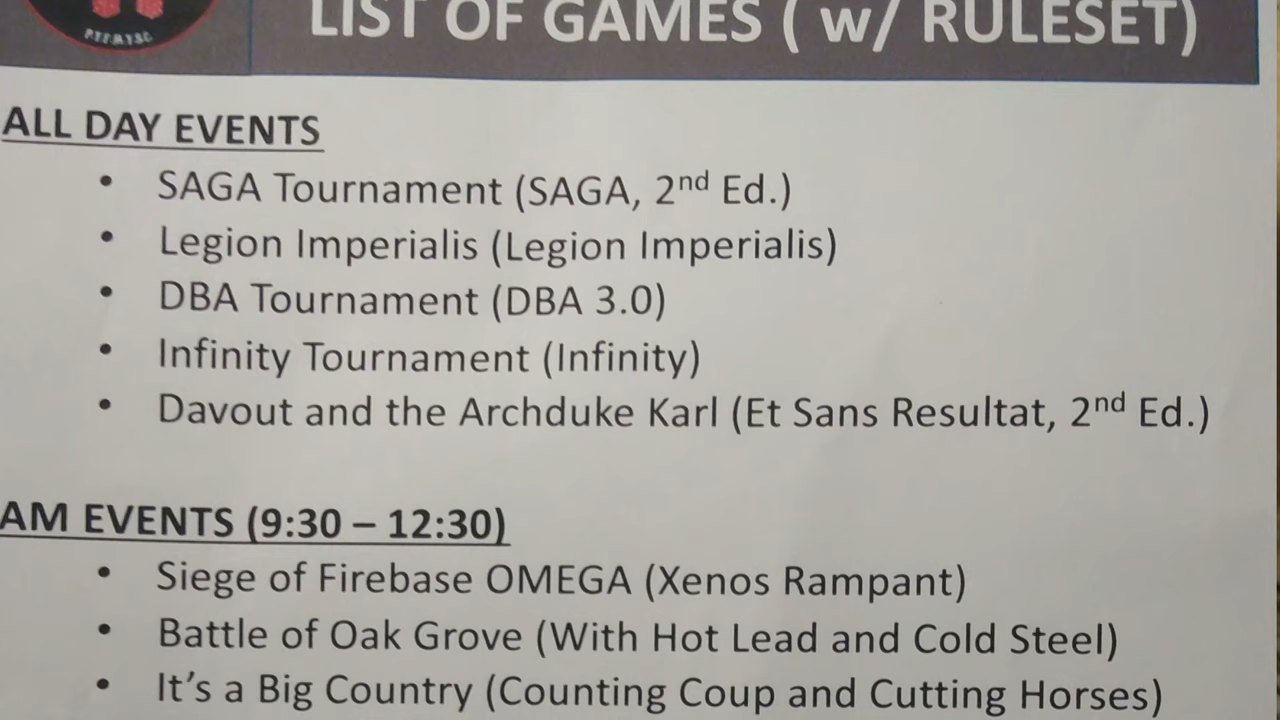 LIST OF GAMES ( w/ RULESET)
ALL DAY EVENTS
• SAGA Tournament (SAGA, 2nd Ed.)
• Legion Imperialis (Legion Imperialis)
• DBA Tournament (DBA 3.0)
• Infinity Tournament (Infinity)
• Davout and the Archduke Karl (Et Sans Resultat, 2nd Ed.)
AM EVENTS (9:30 – 12:30)
• Siege of Firebase OMEGA (Xenos Rampant)
• Battle of Oak Grove (With Hot Lead and Cold Steel)
• It's a Big Country (Counting Coup and Cutting Horses)